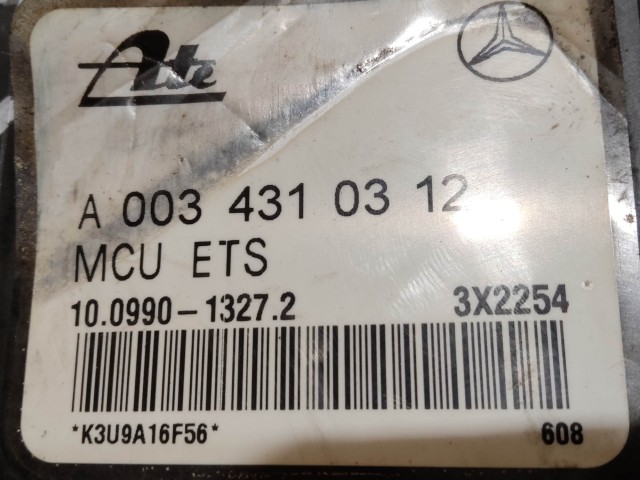 Ate
A 003 431 03 12
MCU ETS
10.0990-1327.2 3X2254
*K3U9A16F56* 608